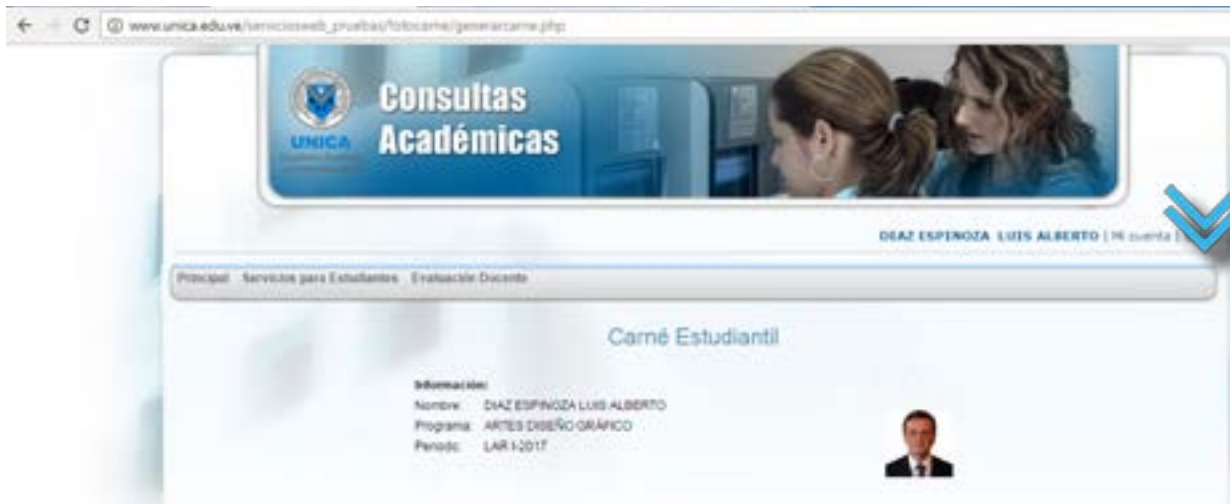 www.unica.edu.ve/serviciosweb_pruebas/fotocarne/generarcarne.php
Consultas
Académicas
UNICA
DIAZ ESPINOZA LUIS ALBERTO | Mi cuenta |
Principal Servicios para Estudiantes Evaluación Docente
Carné Estudiantil
Información:
Nombre: DIAZ ESPINOZA LUIS ALBERTO
Programa: ARTES DISEÑO GRÁFICO
Periodo: LAR I-2017